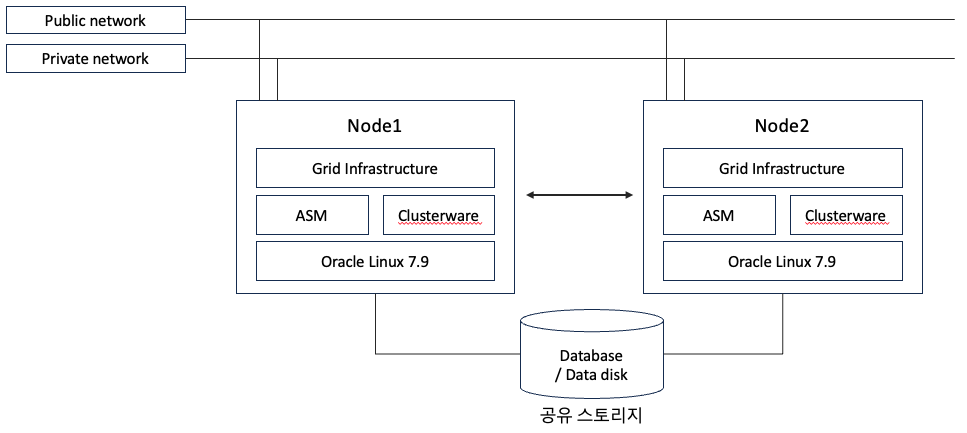 Public network
Private network
Node1
Grid Infrastructure
ASM
Clusterware
Oracle Linux 7.9
Node2
Grid Infrastructure
ASM
Clusterware
Oracle Linux 7.9
Database
/ Data disk
공유 스토리지